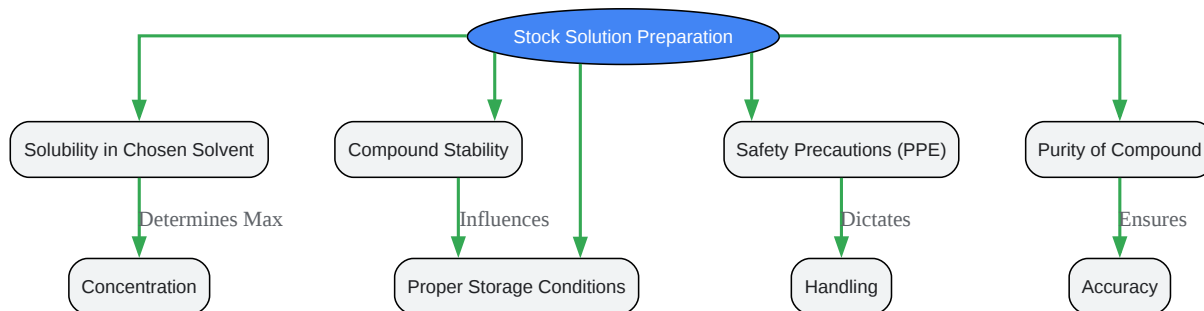 Stock Solution Preparation
Solubility in Chosen Solvent
Compound Stability
Safety Precautions (PPE)
Purity of Compound
Determines Max
Influences
Dictates
Ensures
Concentration
Proper Storage Conditions
Handling
Accuracy